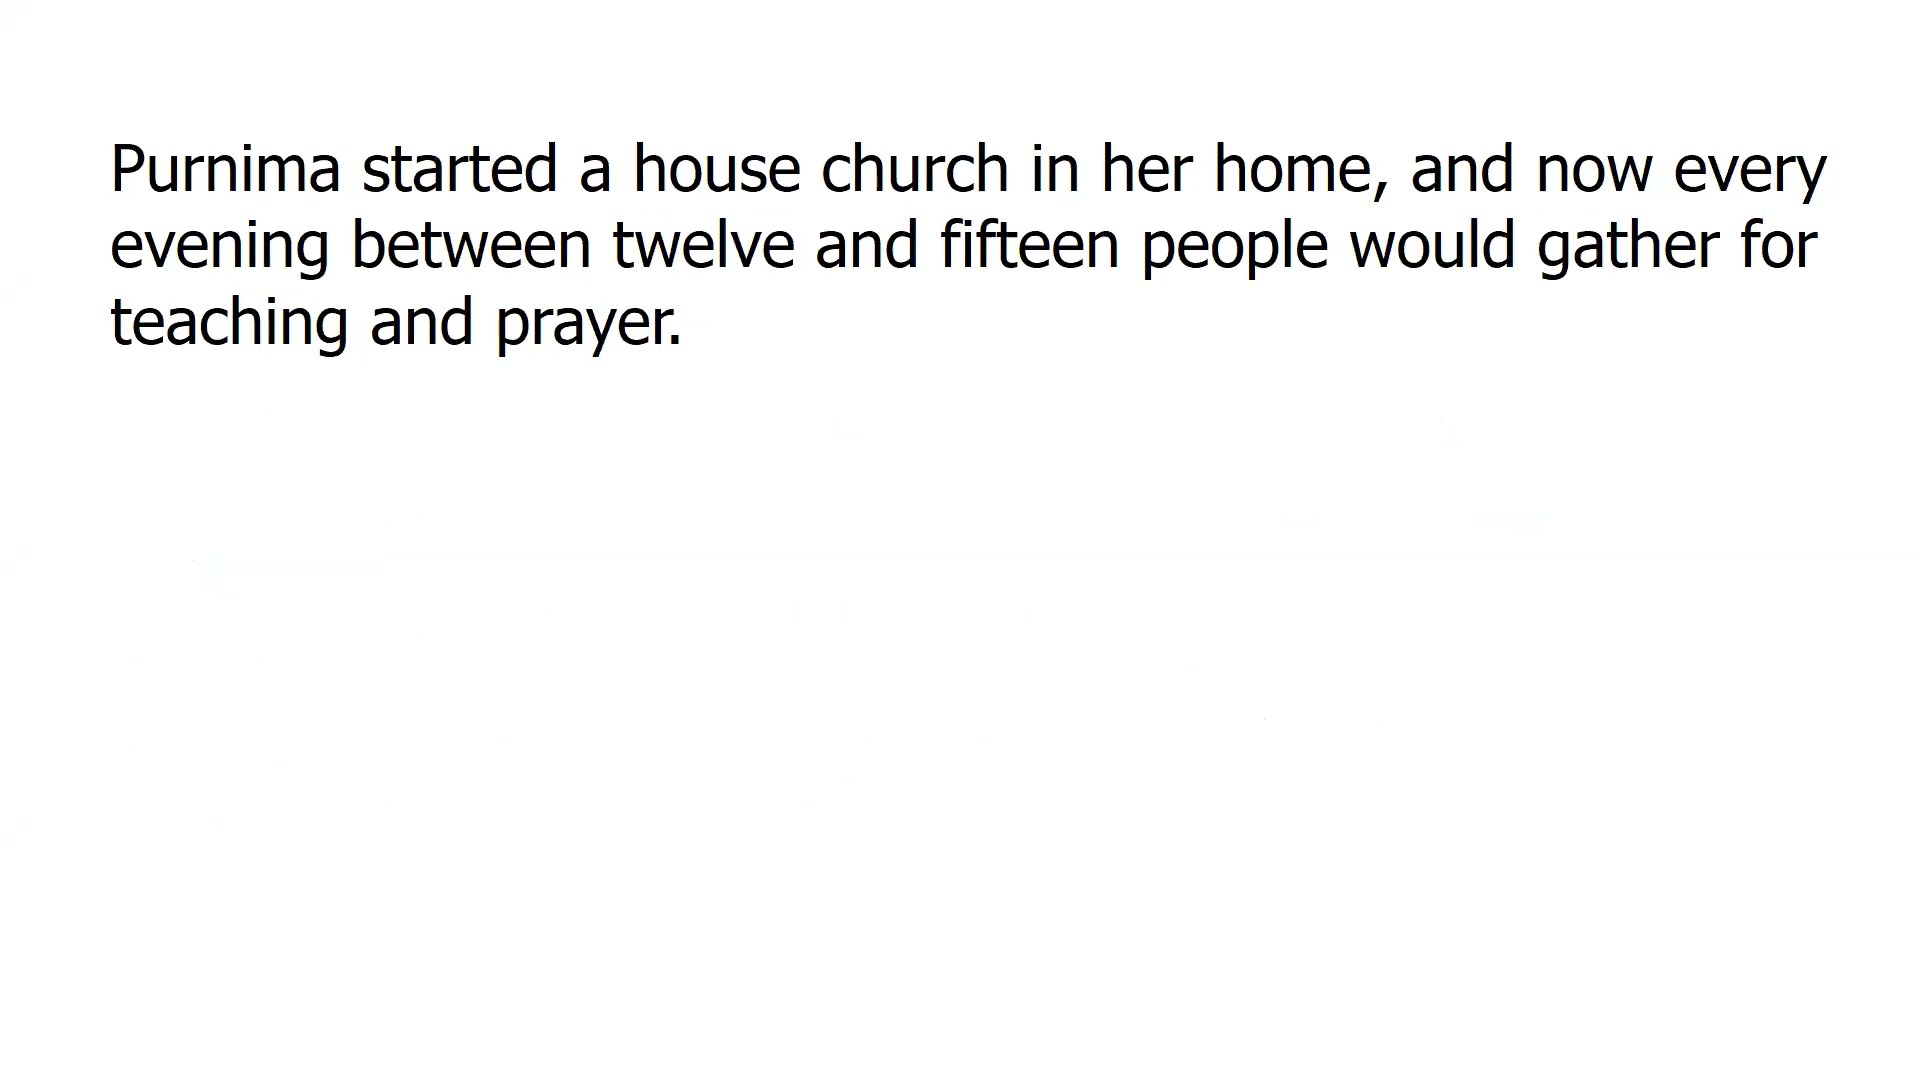 Purnima started a house church in her home, and now every
evening between twelve and fifteen people would gather for
teaching and prayer.